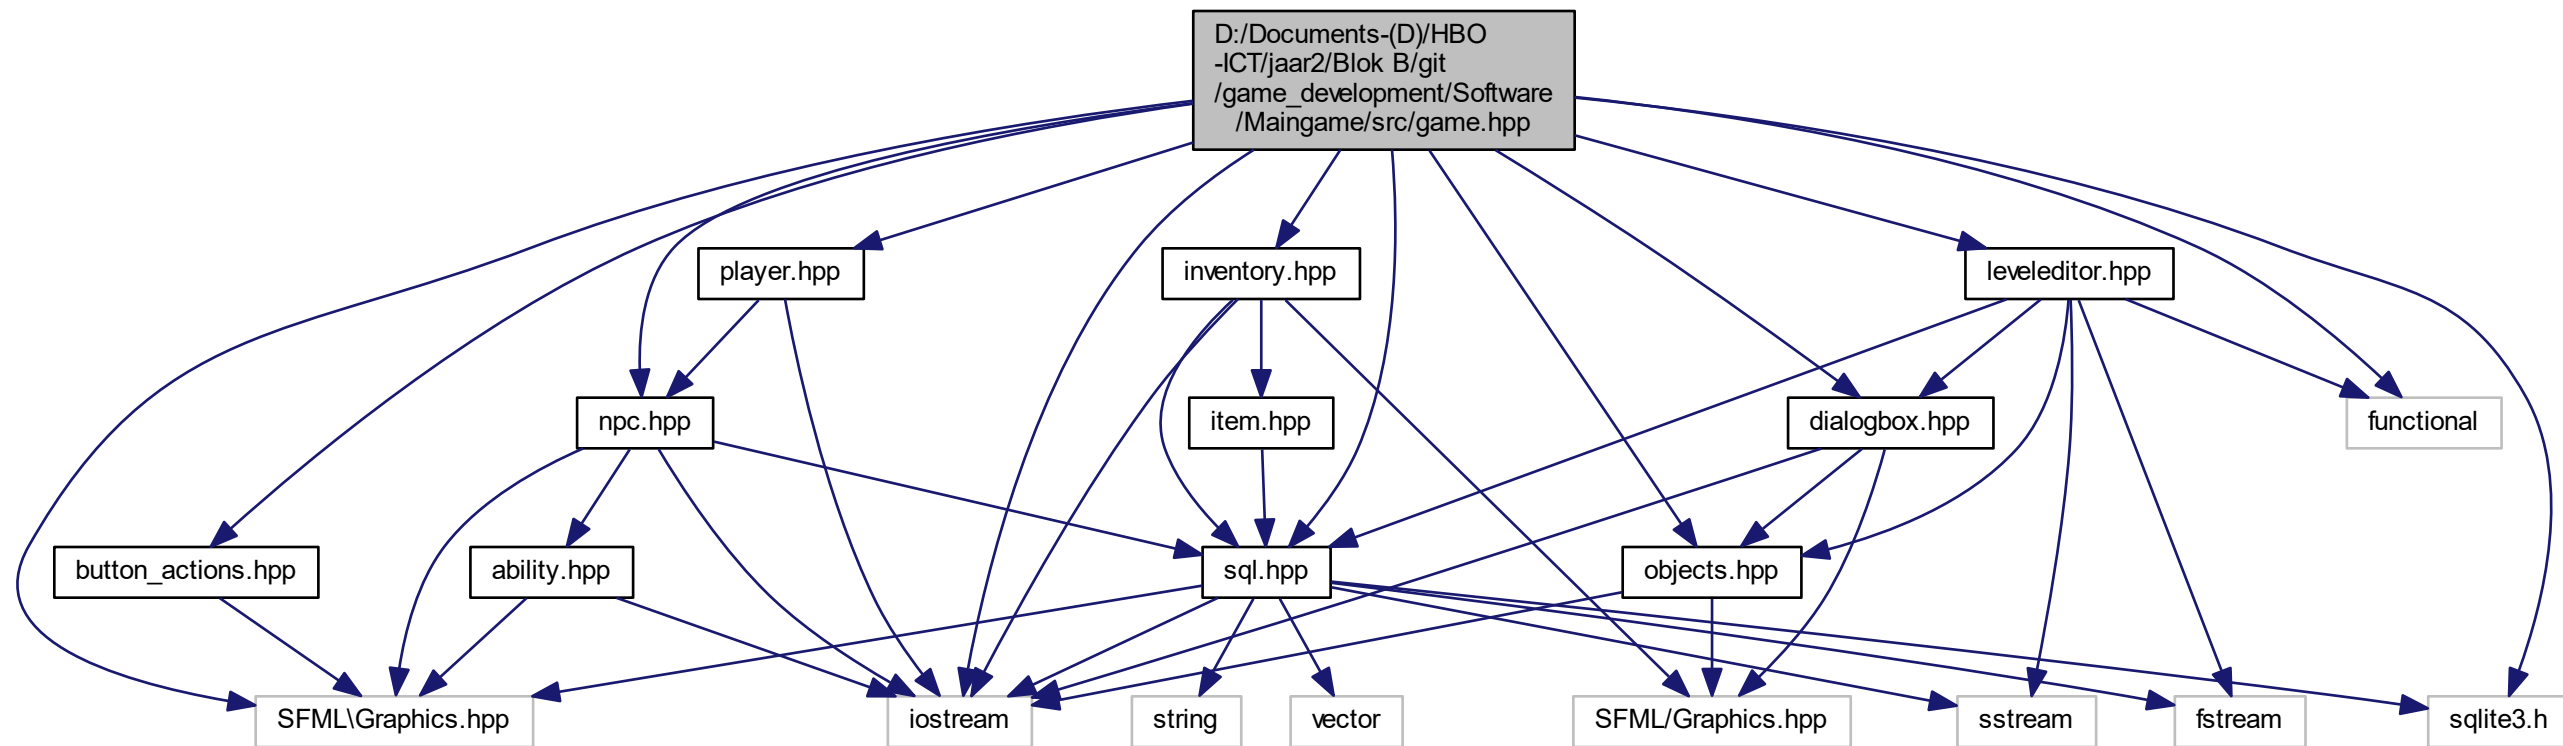 D:/Documents-(D)/HBO
-ICT/jaar2/Blok B/git
/game_development/Software
/Maingame/src/game.hpp
player.hpp
inventory.hpp
leveleditor.hpp
npc.hpp
item.hpp
dialogbox.hpp
functional
button_actions.hpp
ability.hpp
sql.hpp
objects.hpp
SFML\Graphics.hpp
iostream
string
vector
SFML/Graphics.hpp
sstream
fstream
sqlite3.h